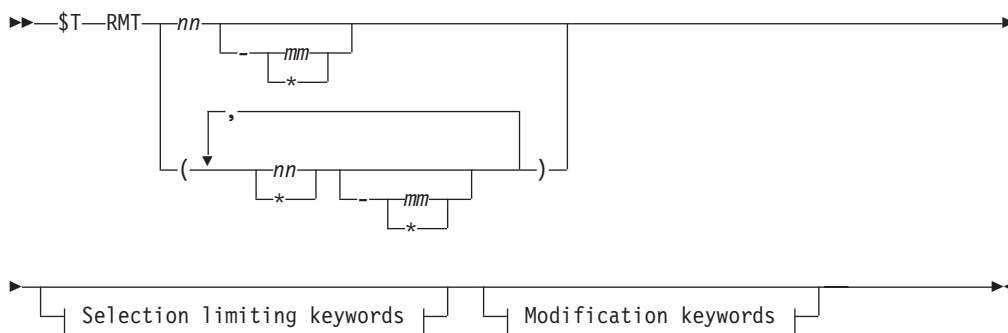 $T RMT nn
- mm
*
,
( nn )
* - mm
*
Selection limiting keywords Modification keywords